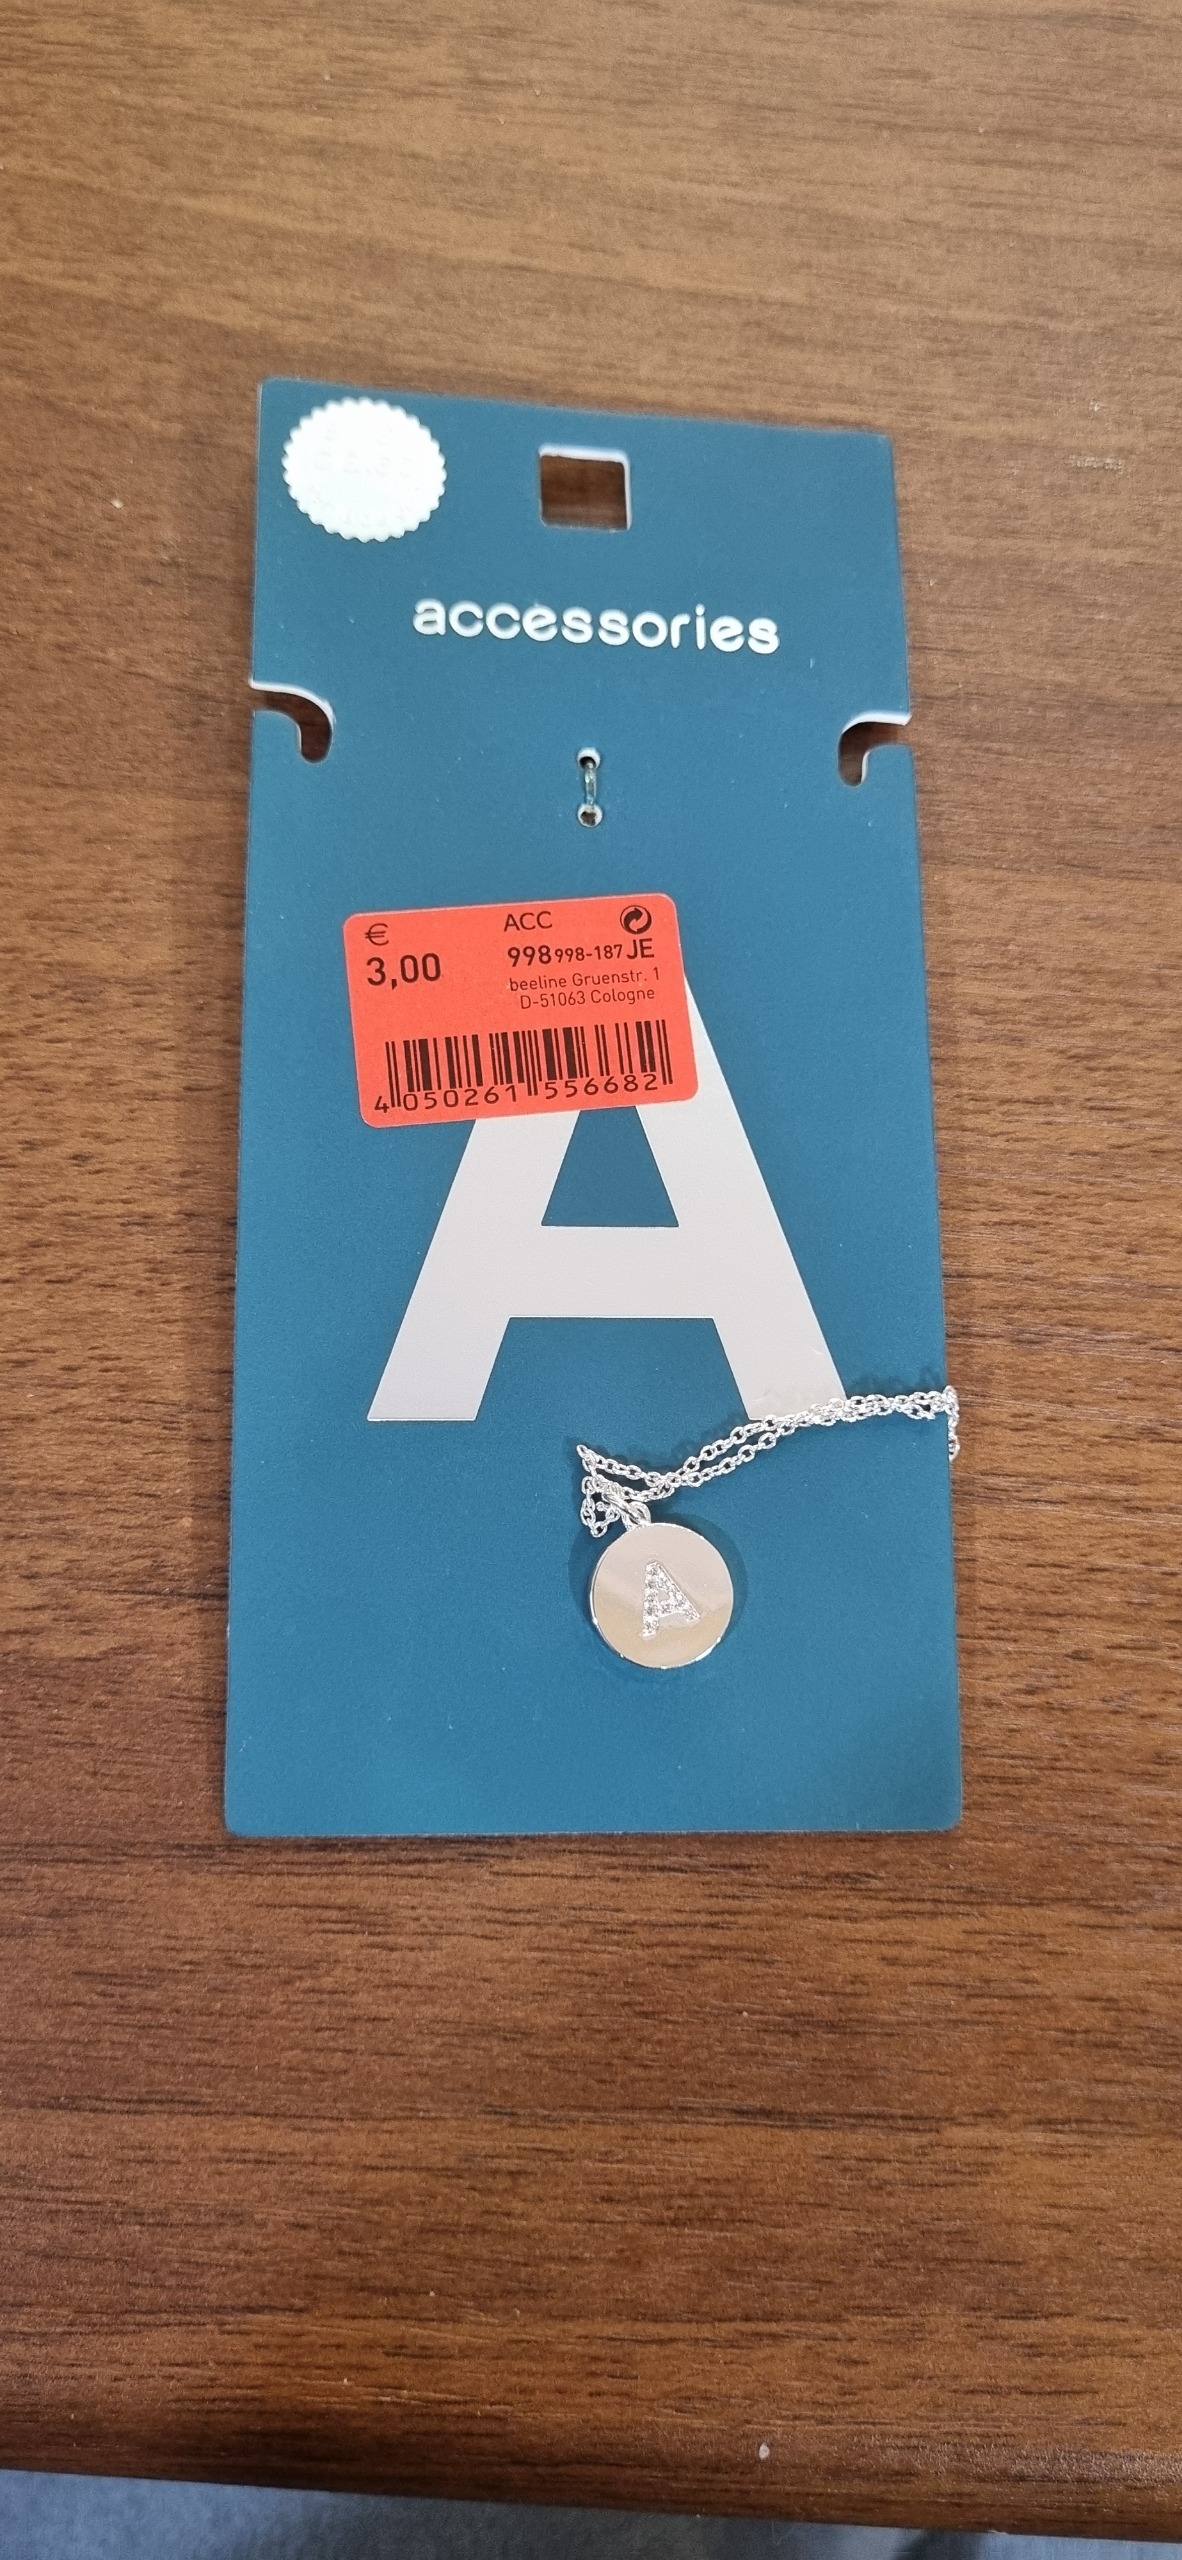 accessories
€ ACC
3,00 998 998-187 JE
beeline Gruenstr. 1
D-51063 Cologne
4 050261 556682
A
A